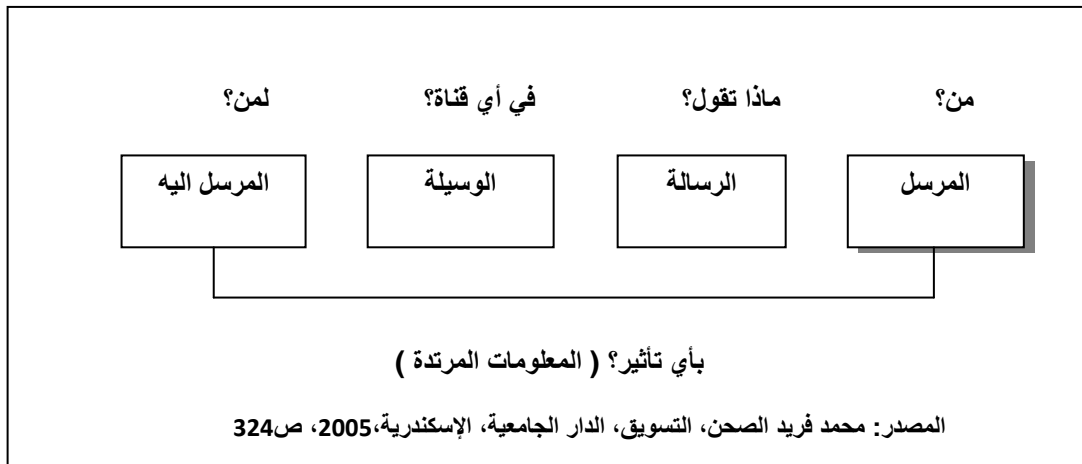 من؟ ماذا تقول؟ في أي قناة؟ لمن؟
المرسل الرسالة الوسيلة المرسل اليه
بأي تأثير؟ ( المعلومات المرتدة )
المصدر: محمد فريد الصحن، التسويق، الدار الجامعية، الإسكندرية،2005، ص324